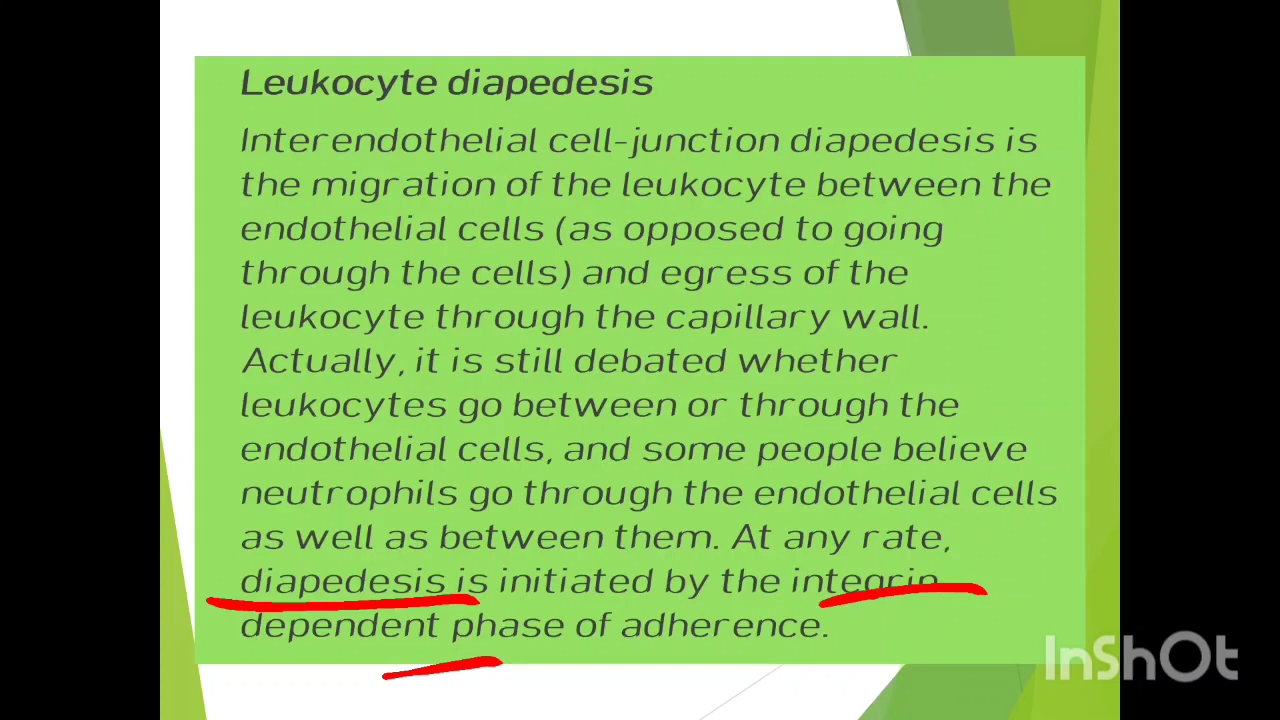 Leukocyte diapedesis
Interendothelial cell-junction diapedesis is
the migration of the leukocyte between the
endothelial cells (as opposed to going
through the cells) and egress of the
leukocyte through the capillary wall.
Actually, it is still debated whether
leukocytes go between or through the
endothelial cells, and some people believe
neutrophils go through the endothelial cells
as well as between them. At any rate,
diapedesis is initiated by the integrin
dependent phase of adherence.
InShOt